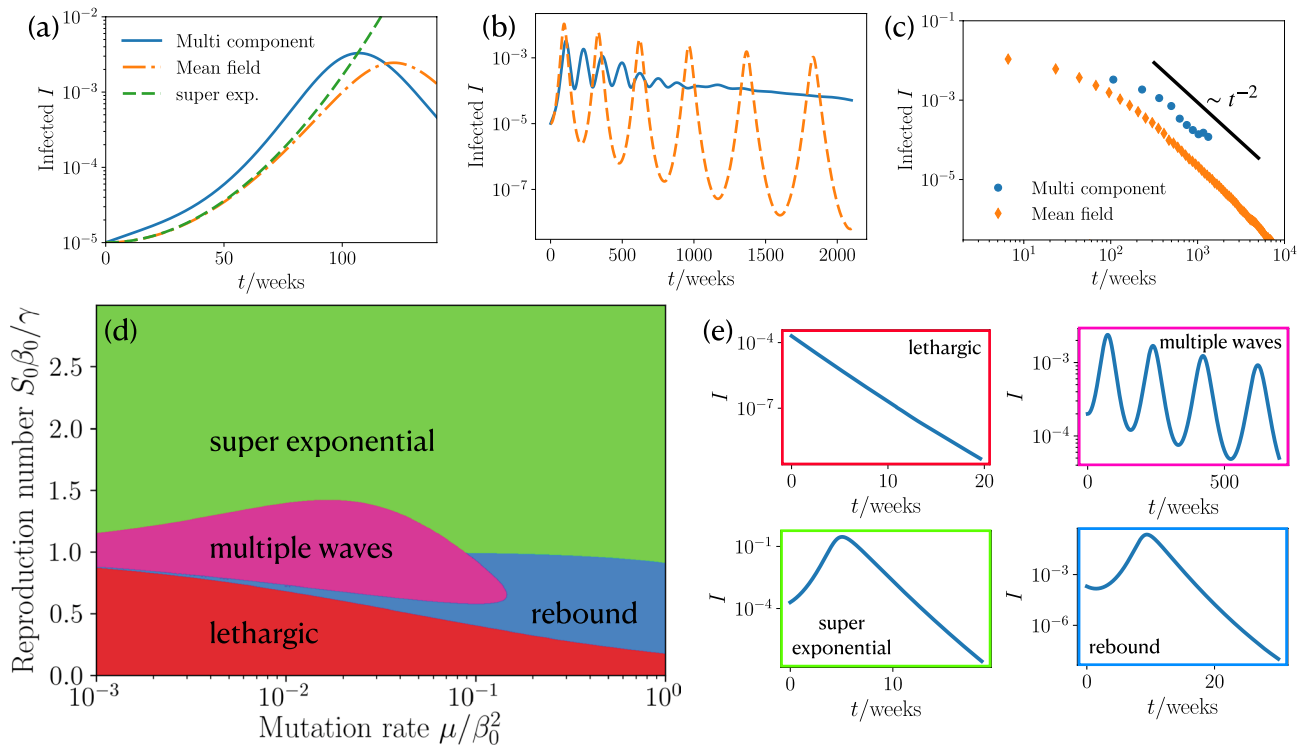 (a)
Infected I
10⁻²
10⁻³
10⁻⁴
10⁻⁵
Multi component
Mean field
super exp.
0
50
100
t/weeks
(b)
Infected I
10⁻³
10⁻⁵
10⁻⁷
0
500
1000
1500
2000
t/weeks
(c)
Infected I
10⁻¹
10⁻³
10⁻⁵
~ t⁻²
Multi component
Mean field
10¹
10²
10³
10⁴
t/weeks
(d)
Reproduction number S₀β₀/γ
2.5
2.0
1.5
1.0
0.5
0.0
super exponential
multiple waves
rebound
lethargic
10⁻³
10⁻²
10⁻¹
10⁰
Mutation rate μ/β₀²
(e)
I
10⁻⁴
10⁻⁷
lethargic
0
10
20
t/weeks
I
10⁻³
10⁻⁴
multiple waves
0
500
t/weeks
I
10⁻¹
10⁻⁴
super
exponential
0
10
t/weeks
I
10⁻³
10⁻⁶
rebound
0
20
t/weeks